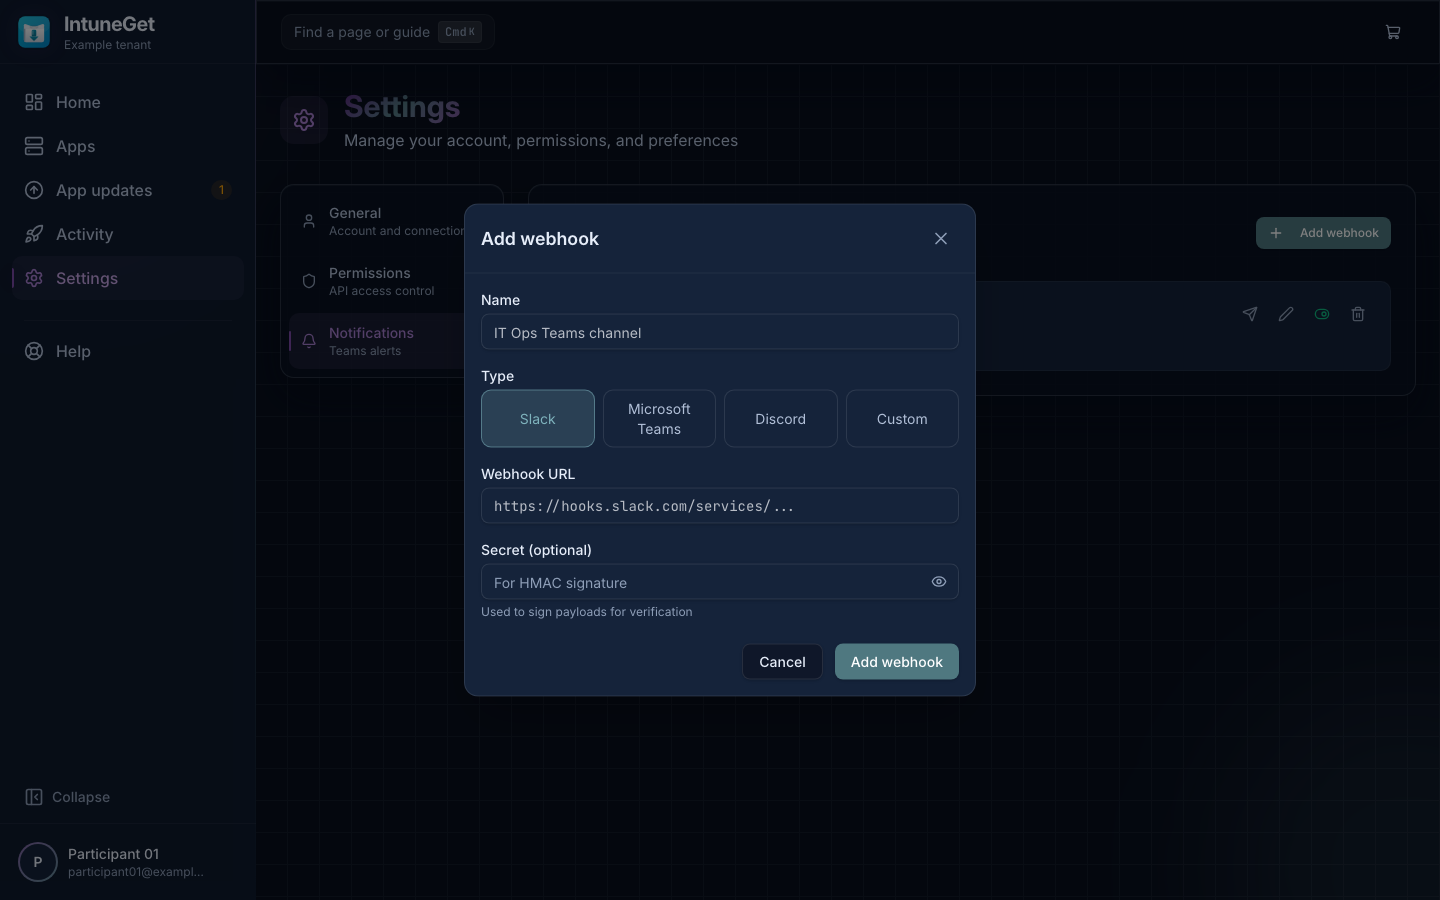 IntuneGet
Example tenant
Find a page or guide
Cmd K
Home
Apps
App updates
1
Activity
Settings
Help
Collapse
P
Participant 01
participant01@exampl...
Settings
Manage your account, permissions, and preferences
General
Account and connection
Permissions
API access control
Notifications
Teams alerts
Add webhook
Add webhook
Name
IT Ops Teams channel
Type
Slack
Microsoft
Teams
Discord
Custom
Webhook URL
https://hooks.slack.com/services/...
Secret (optional)
For HMAC signature
Used to sign payloads for verification
Cancel
Add webhook